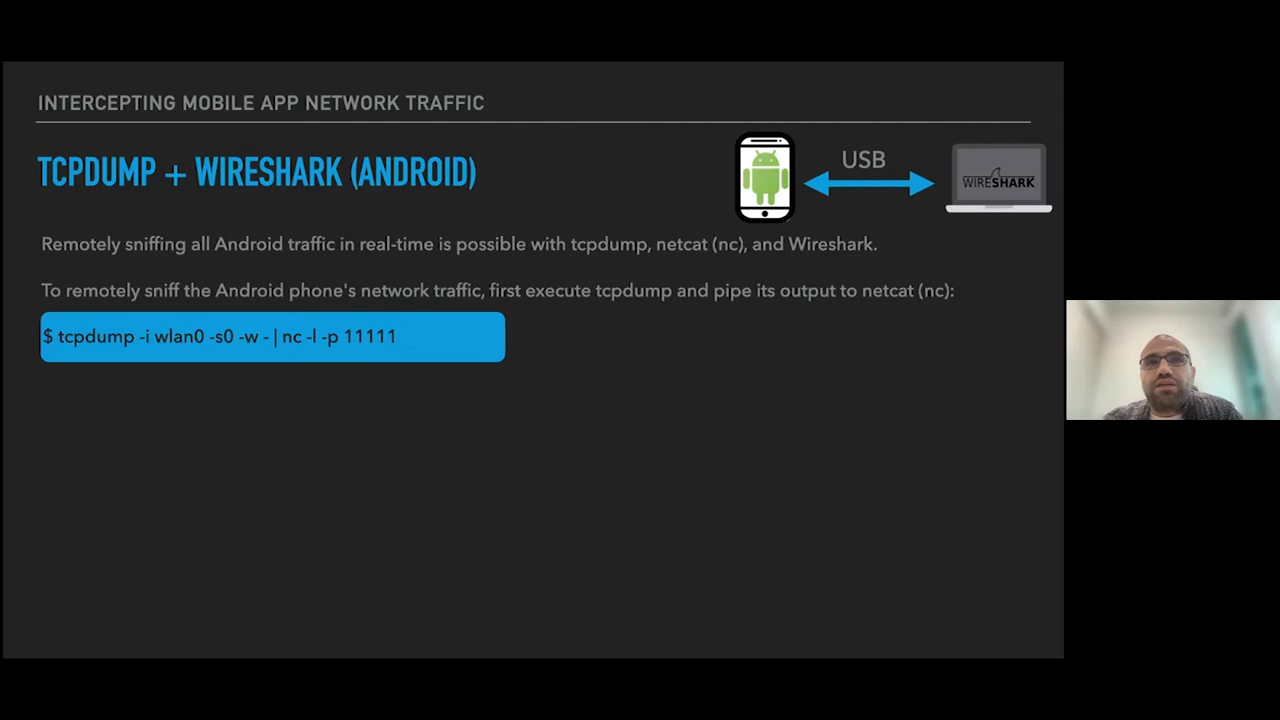 INTERCEPTING MOBILE APP NETWORK TRAFFIC
TCPDUMP + WIRESHARK (ANDROID)
USB
WIRESHARK
Remotely sniffing all Android traffic in real-time is possible with tcpdump, netcat (nc), and Wireshark.
To remotely sniff the Android phone's network traffic, first execute tcpdump and pipe its output to netcat (nc):
$ tcpdump -i wlan0 -s0 -w - | nc -l -p 11111